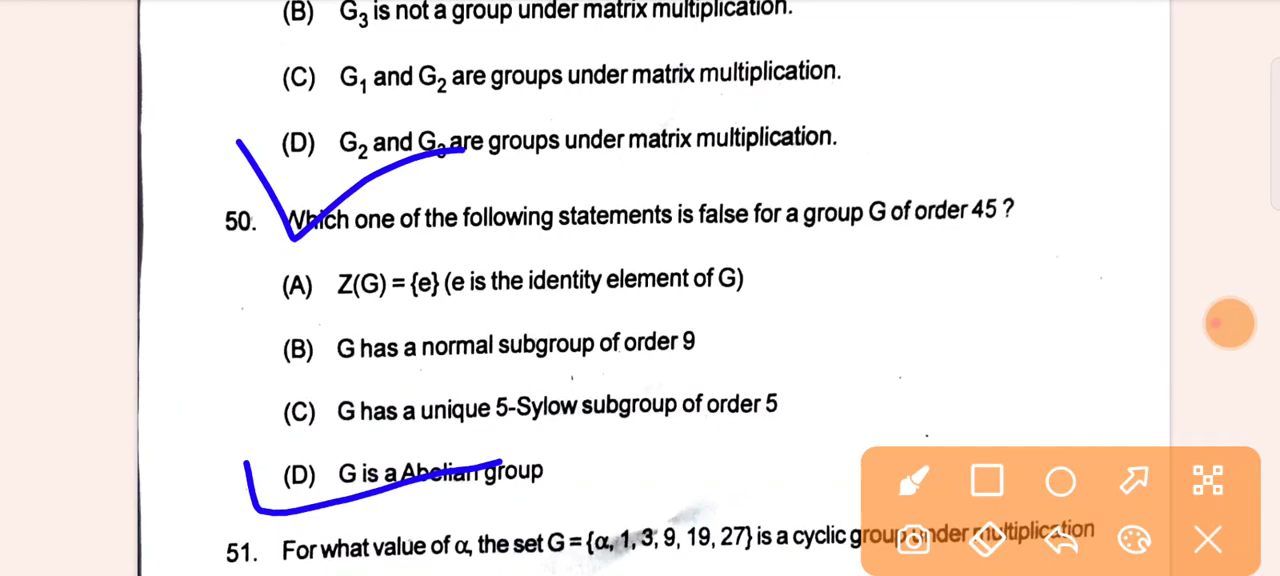 (B) G₃ is not a group under matrix multiplication.
(C) G₁ and G₂ are groups under matrix multiplication.
(D) G₂ and G₃ are groups under matrix multiplication.
50. Which one of the following statements is false for a group G of order 45 ?
(A) Z(G) = {e} (e is the identity element of G)
(B) G has a normal subgroup of order 9
(C) G has a unique 5-Sylow subgroup of order 5
(D) G is a Abelian group
51. For what value of α, the set G = {α, 1, 3, 9, 19, 27} is a cyclic group under multiplication